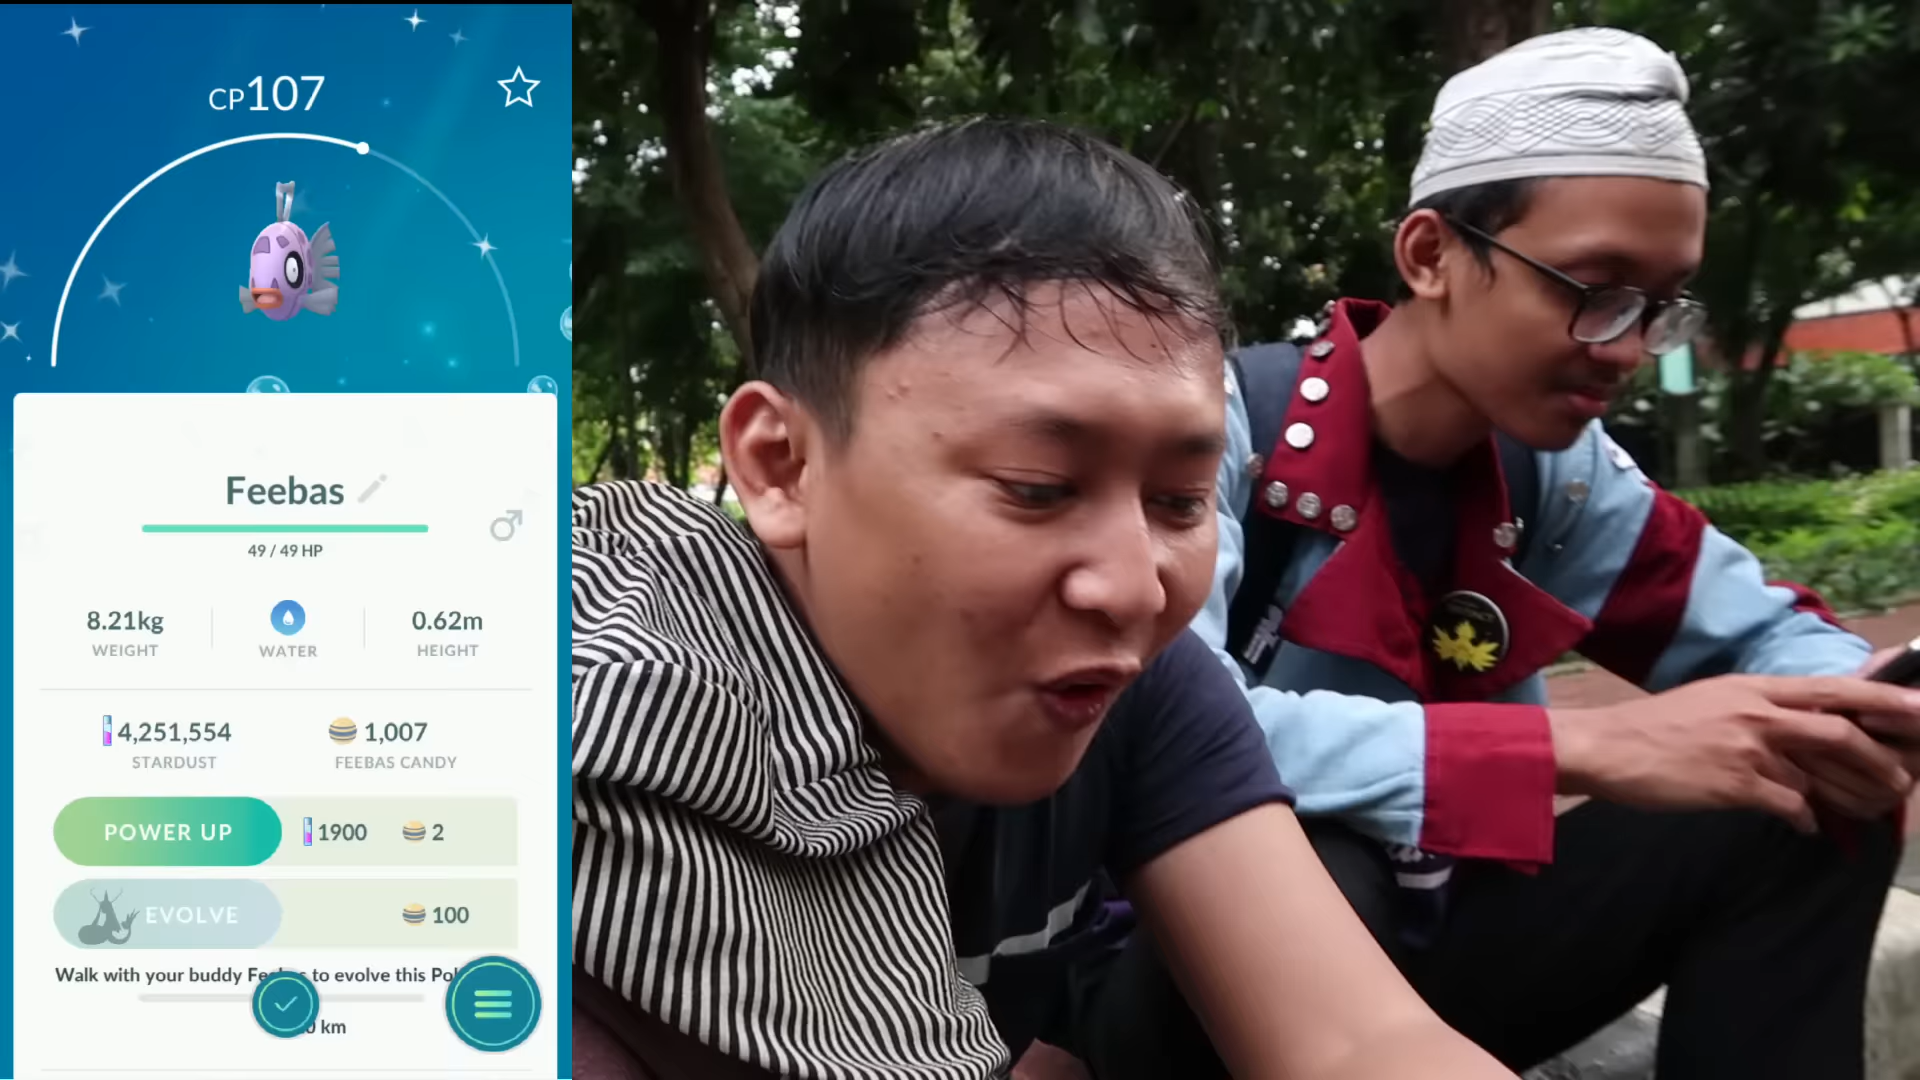 CP107
Feebas
49 / 49 HP
8.21kg
WEIGHT
WATER
0.62m
HEIGHT
4,251,554
STARDUST
1,007
FEEBAS CANDY
POWER UP 1900 2
EVOLVE 100
Walk with your buddy to evolve this
km